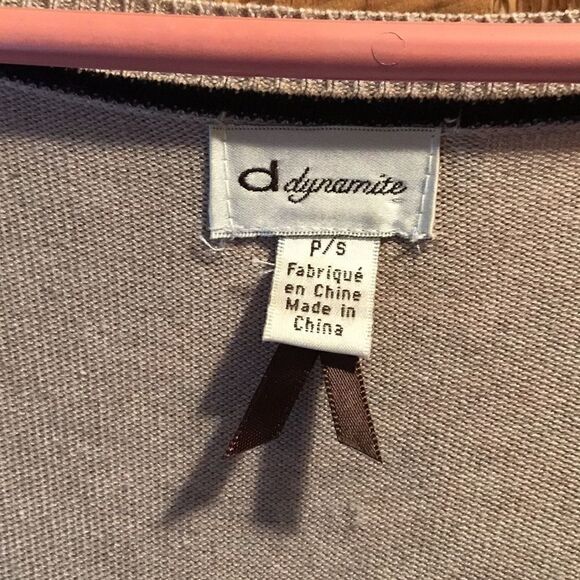 d dynamite
P/S
Fabriqué
en Chine
Made in
China